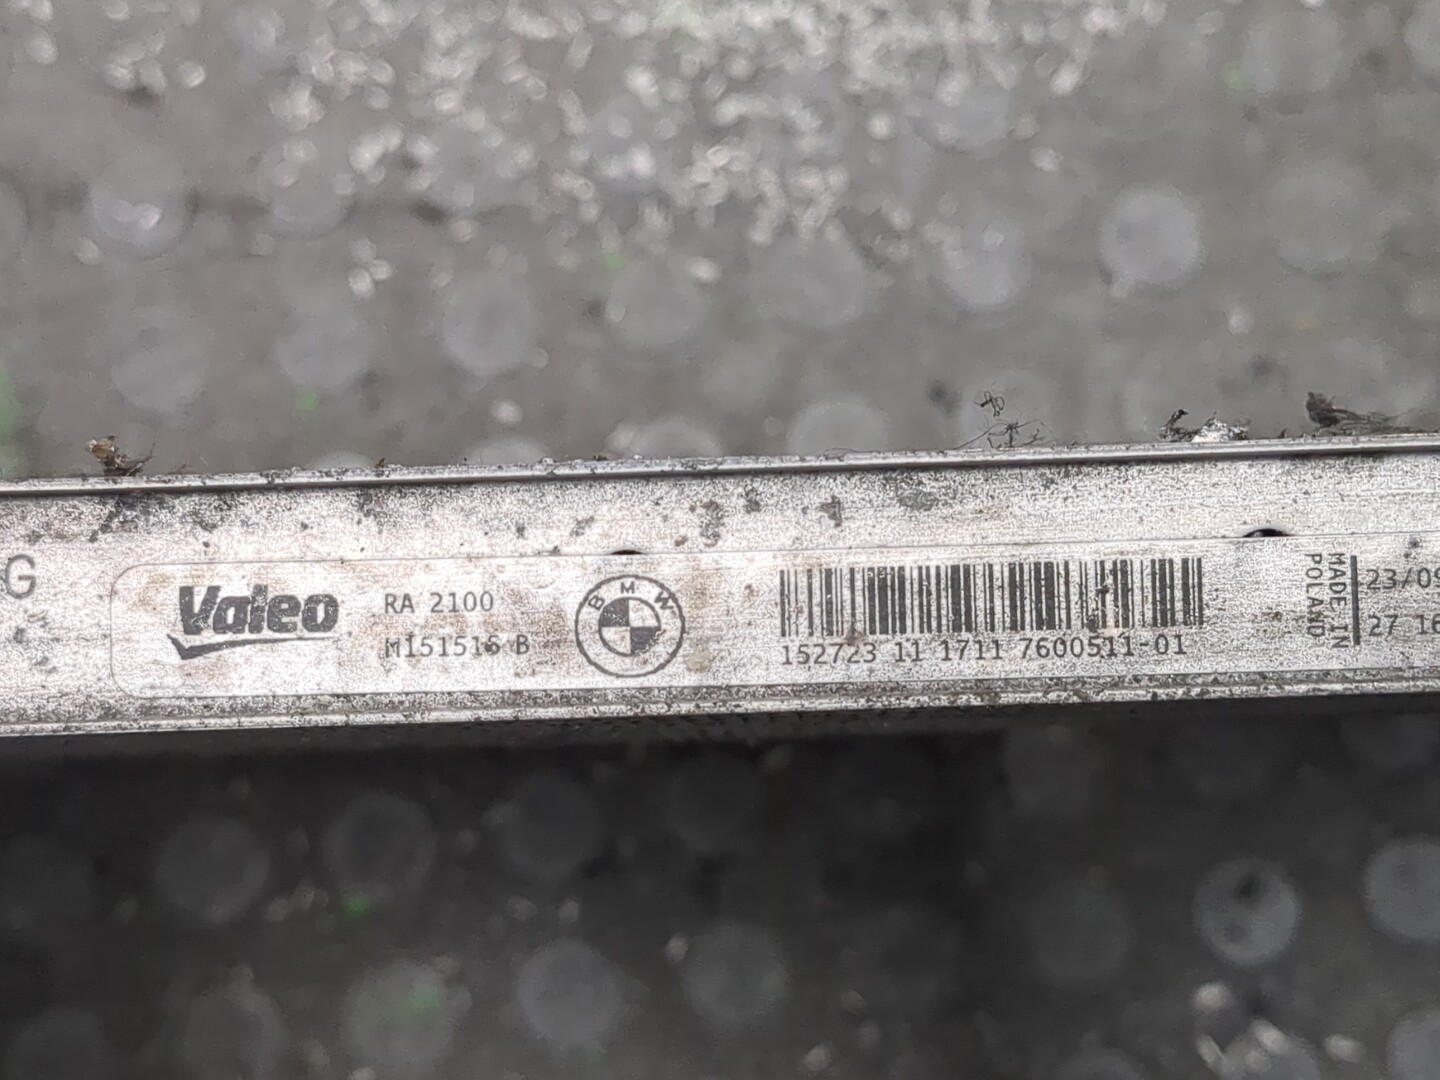 G
Valeo
RA 2100
M151516 B
BMW
152723 11 1711 7600511-01
MADE IN
POLAND
23/09
27 16